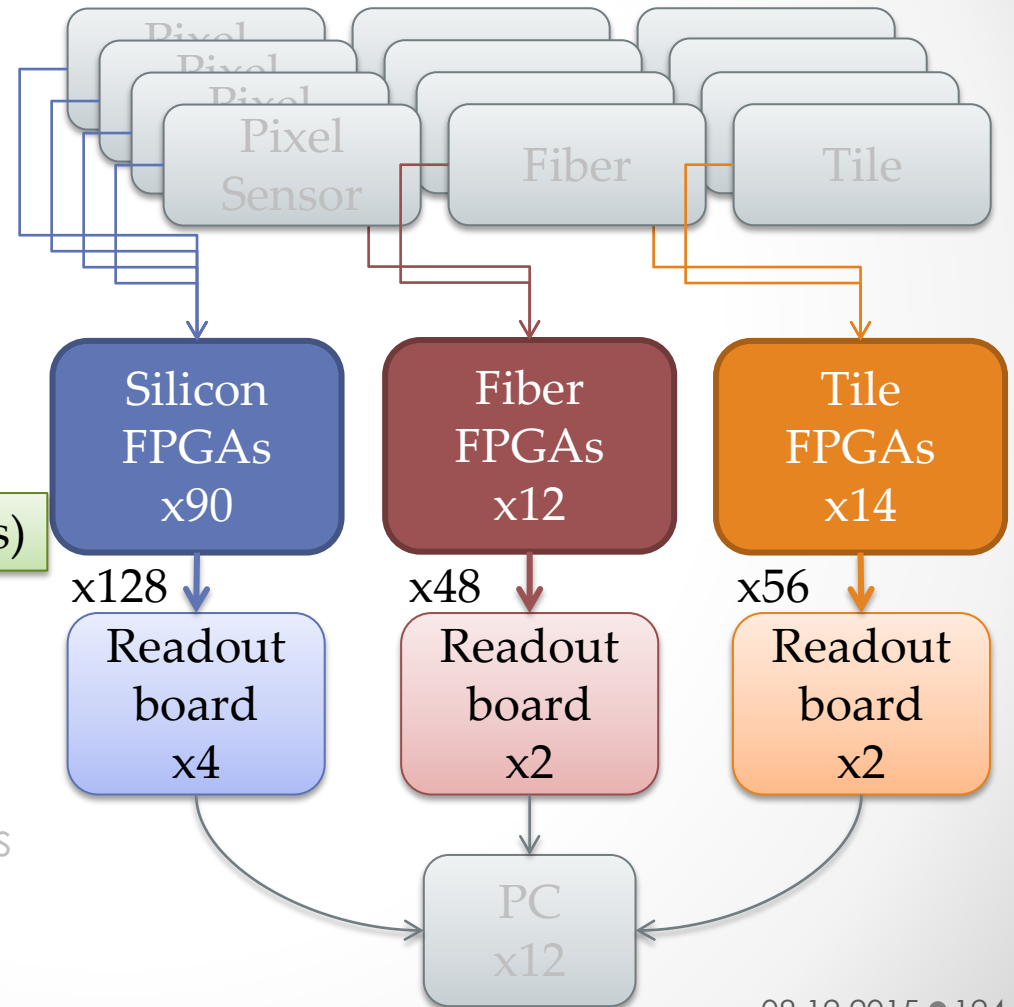 Pixel
Pixel
Pixel
Pixel
Sensor
Fiber
Tile
Silicon
FPGAs
x90
Fiber
FPGAs
x12
Tile
FPGAs
x14
s)
x128
x48
x56
Readout
board
x4
Readout
board
x2
Readout
board
x2
s
PC
x12